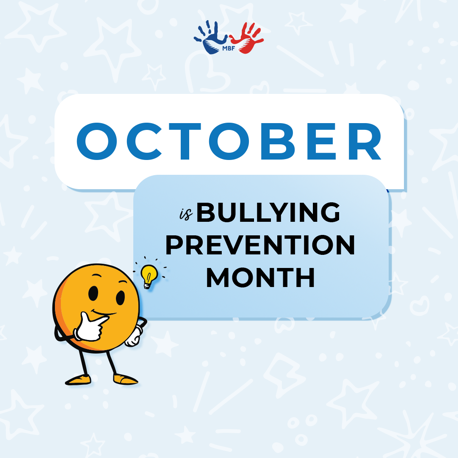 MBF
OCTOBER
is BULLYING
PREVENTION
MONTH